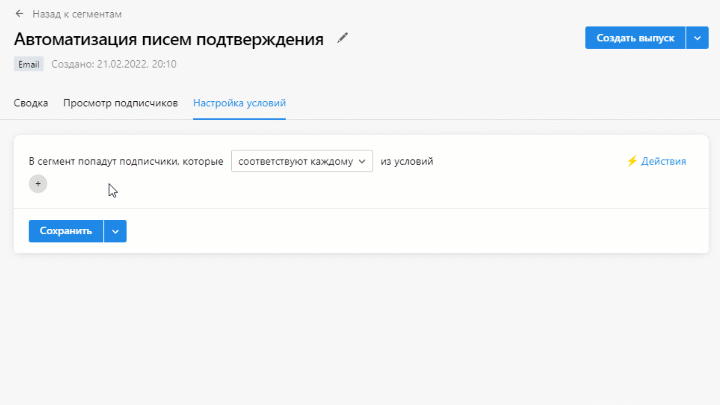 ← Назад к сегментам
Автоматизация писем подтверждения
Создать выпуск
Email Создано: 21.02.2022, 20:10
Сводка Просмотр подписчиков Настройка условий
В сегмент попадут подписчики, которые соответствуют каждому из условий
⚡ Действия
+
Сохранить